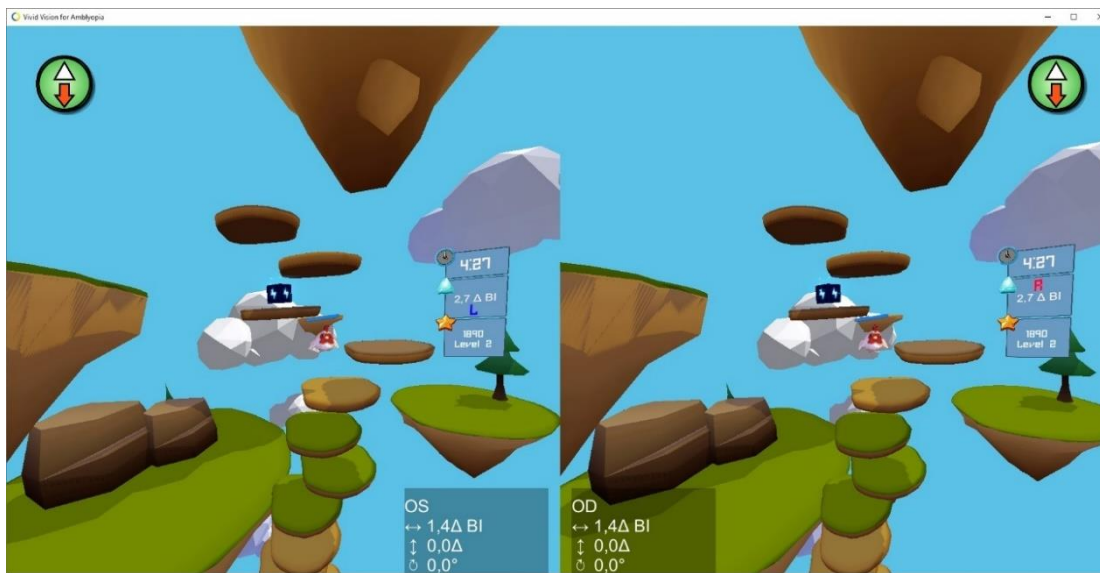 Vivid Vision for Amblyopia
4:27
2,7 Δ BI
L
1890
Level 2
4:27
R
2,7 Δ BI
1890
Level 2
OS
↔ 1,4Δ BI
↕ 0,0Δ
↻ 0,0°
OD
↔ 1,4Δ BI
↕ 0,0Δ
↻ 0,0°